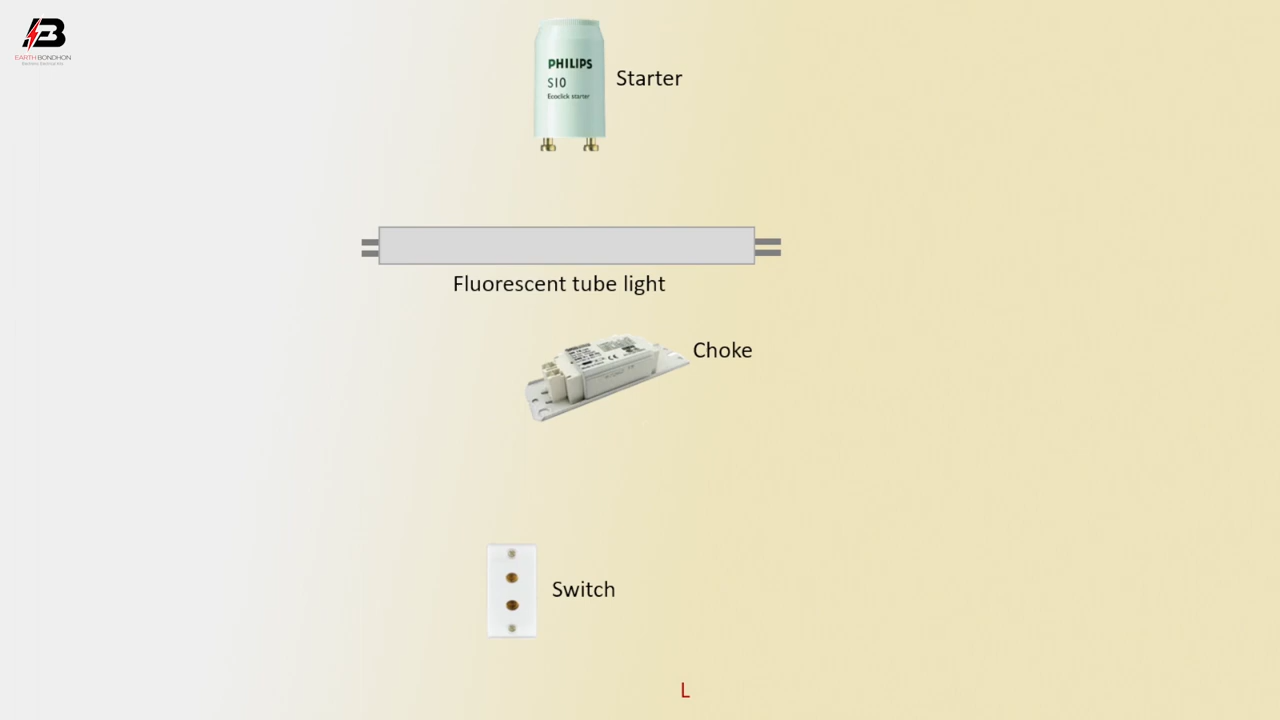 EARTH BONDHON
PHILIPS
S10
Ecoclick starter
Starter
Fluorescent tube light
Choke
Switch
L